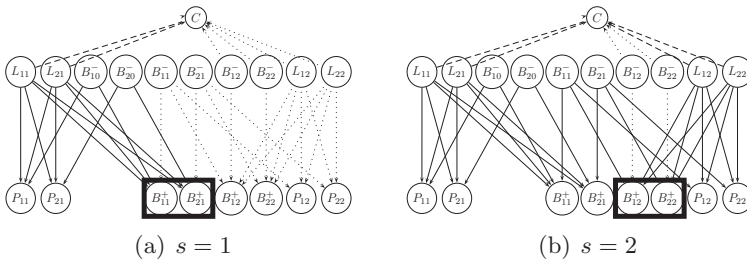 C C
L₁₁ L₂₁ B₁₀⁻ B₂₀⁻ B₁₁⁻ B₂₁⁻ B₁₂⁻ B₂₂⁻ L₁₂ L₂₂ L₁₁ L₂₁ B₁₀⁻ B₂₀⁻ B₁₁⁻ B₂₁⁻ B₁₂⁻ B₂₂⁻ L₁₂ L₂₂
P₁₁ P₂₁ B₁₁⁺ B₂₁⁺ B₁₂⁺ B₂₂⁺ P₁₂ P₂₂ P₁₁ P₂₁ B₁₁⁺ B₂₁⁺ B₁₂⁺ B₂₂⁺ P₁₂ P₂₂
(a) s = 1 (b) s = 2